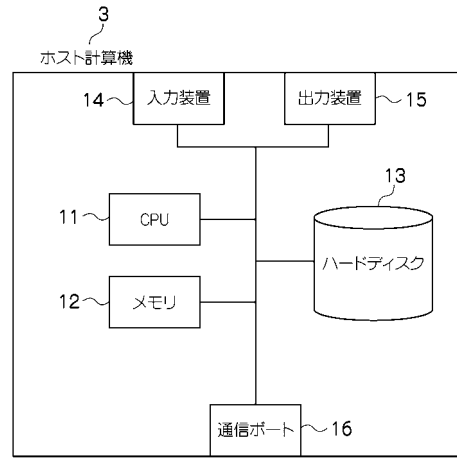 3
ホスト計算機
14
入力装置
出力装置
15
13
11
CPU
ハードディスク
12
メモリ
通信ポート
16